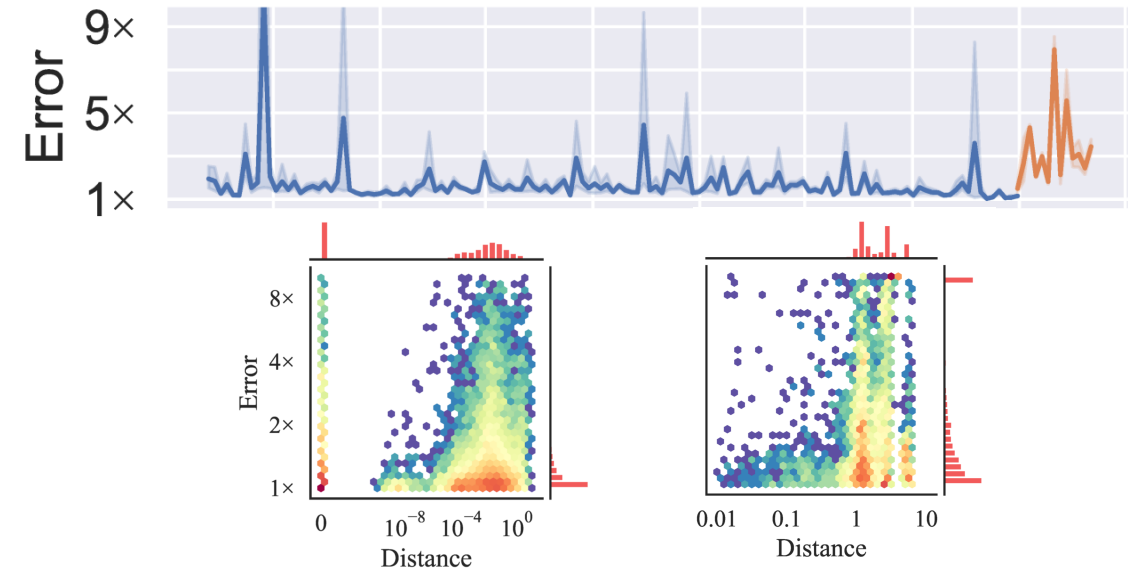 Error
9×
5×
1×
Error
8×
4×
2×
1×
0 10⁻⁸ 10⁻⁴ 10⁰
Distance
0.01 0.1 1 10
Distance